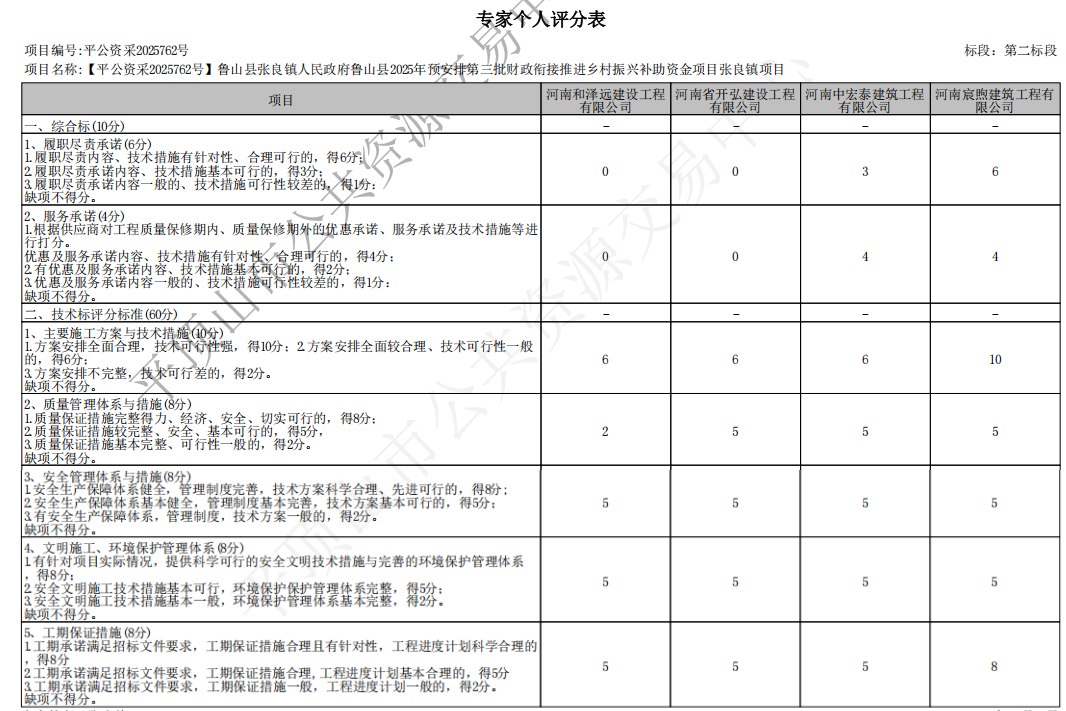 专家个人评分表
项目编号:平公资采2025762号
标段：第二标段
项目名称:【平公资采2025762号】鲁山县张良镇人民政府鲁山县2025年预安排第三批财政衔接推进乡村振兴补助资金项目张良镇项目
项目
河南和泽远建设工程有限公司
河南省开弘建设工程有限公司
河南中宏泰建筑工程有限公司
河南宸煦建筑工程有限公司
一、综合标(10分)
– – – –
1、履职尽责承诺(6分)
1.履职尽责内容、技术措施有针对性、合理可行的，得6分；
2.履职尽责承诺内容、技术措施基本可行的，得3分；
3.履职尽责承诺内容一般的、技术措施可行性较差的，得1分；
缺项不得分。
0 0 3 6
2、服务承诺(4分)
1.根据供应商对工程质量保修期内、质量保修期外的优惠承诺、服务承诺及技术措施等进
行打分。
优惠及服务承诺内容、技术措施有针对性、合理可行的，得4分；
2.有优惠及服务承诺内容、技术措施基本可行的，得2分；
3.优惠及服务承诺内容一般的、技术措施可行性较差的，得1分；
缺项不得分。
0 0 4 4
二、技术标评分标准(60分)
– – – –
1、主要施工方案与技术措施(10分)
1.方案安排全面合理，技术可行性强，得10分；2.方案安排全面较合理、技术可行性一般
的，得6分；
3.方案安排不完整，技术可行差的，得2分。
缺项不得分。
6 6 6 10
2、质量管理体系与措施(8分)
1.质量保证措施完整得力、经济、安全、切实可行的，得8分；
2.质量保证措施较完整、安全、基本可行的，得5分，
3.质量保证措施基本完整、可行性一般的，得2分。
缺项不得分。
2 5 5 5
3、安全管理体系与措施(8分)
1.安全生产保障体系健全，管理制度完善，技术方案科学合理、先进可行的，得8分；
2.安全生产保障体系基本健全，管理制度基本完善，技术方案基本可行的，得5分；
3.有安全生产保障体系，管理制度，技术方案一般的，得2分。
缺项不得分。
5 5 5 5
4、文明施工、环境保护管理体系(8分)
1.有针对项目实际情况，提供科学可行的安全文明技术措施与完善的环境保护管理体系
，得8分；
2.安全文明施工技术措施基本可行，环境保护保护管理体系完整，得5分；
3.安全文明施工技术措施基本一般，环境保护管理体系基本完整，得2分。
缺项不得分。
5 5 5 5
5、工期保证措施(8分)
1.工期承诺满足招标文件要求，工期保证措施合理且有针对性，工程进度计划科学合理的
，得8分
2.工期承诺满足招标文件要求，工期保证措施合理,工程进度计划基本合理的，得5分
3.工期承诺满足招标文件要求，工期保证措施一般，工程进度计划一般的，得2分。
缺项不得分。
5 5 5 8
平顶山市公共资源交易中心
平顶山市公共资源交易中心